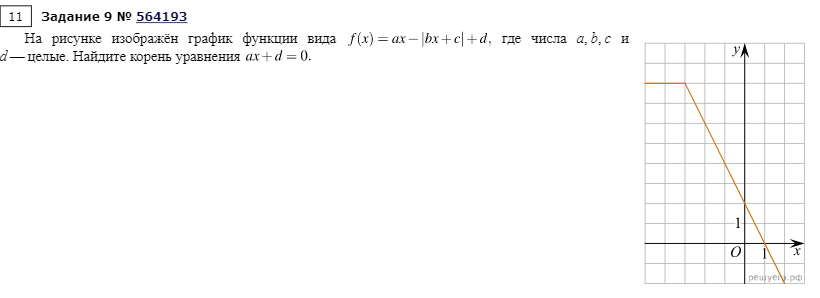 11 Задание 9 № 564193
На рисунке изображён график функции вида f(x) = ax − |bx + c| + d, где числа a, b, c и
d — целые. Найдите корень уравнения ax + d = 0.
y
1
O 1 x
решуегэ.рф